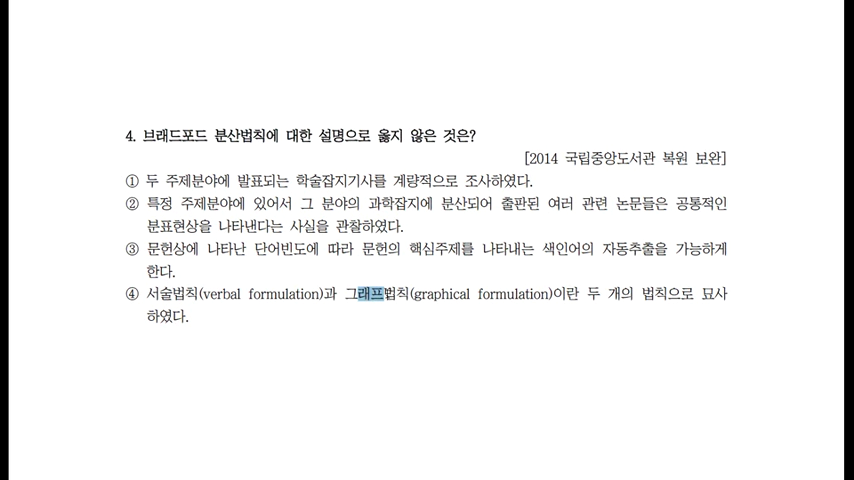 4. 브래드포드 분산법칙에 대한 설명으로 옳지 않은 것은?
[2014 국립중앙도서관 복원 보완]
① 두 주제분야에 발표되는 학술잡지기사를 계량적으로 조사하였다.
② 특정 주제분야에 있어서 그 분야의 과학잡지에 분산되어 출판된 여러 관련 논문들은 공통적인
분포현상을 나타낸다는 사실을 관찰하였다.
③ 문헌상에 나타난 단어빈도에 따라 문헌의 핵심주제를 나타내는 색인어의 자동추출을 가능하게
한다.
④ 서술법칙(verbal formulation)과 그래프법칙(graphical formulation)이란 두 개의 법칙으로 묘사
하였다.